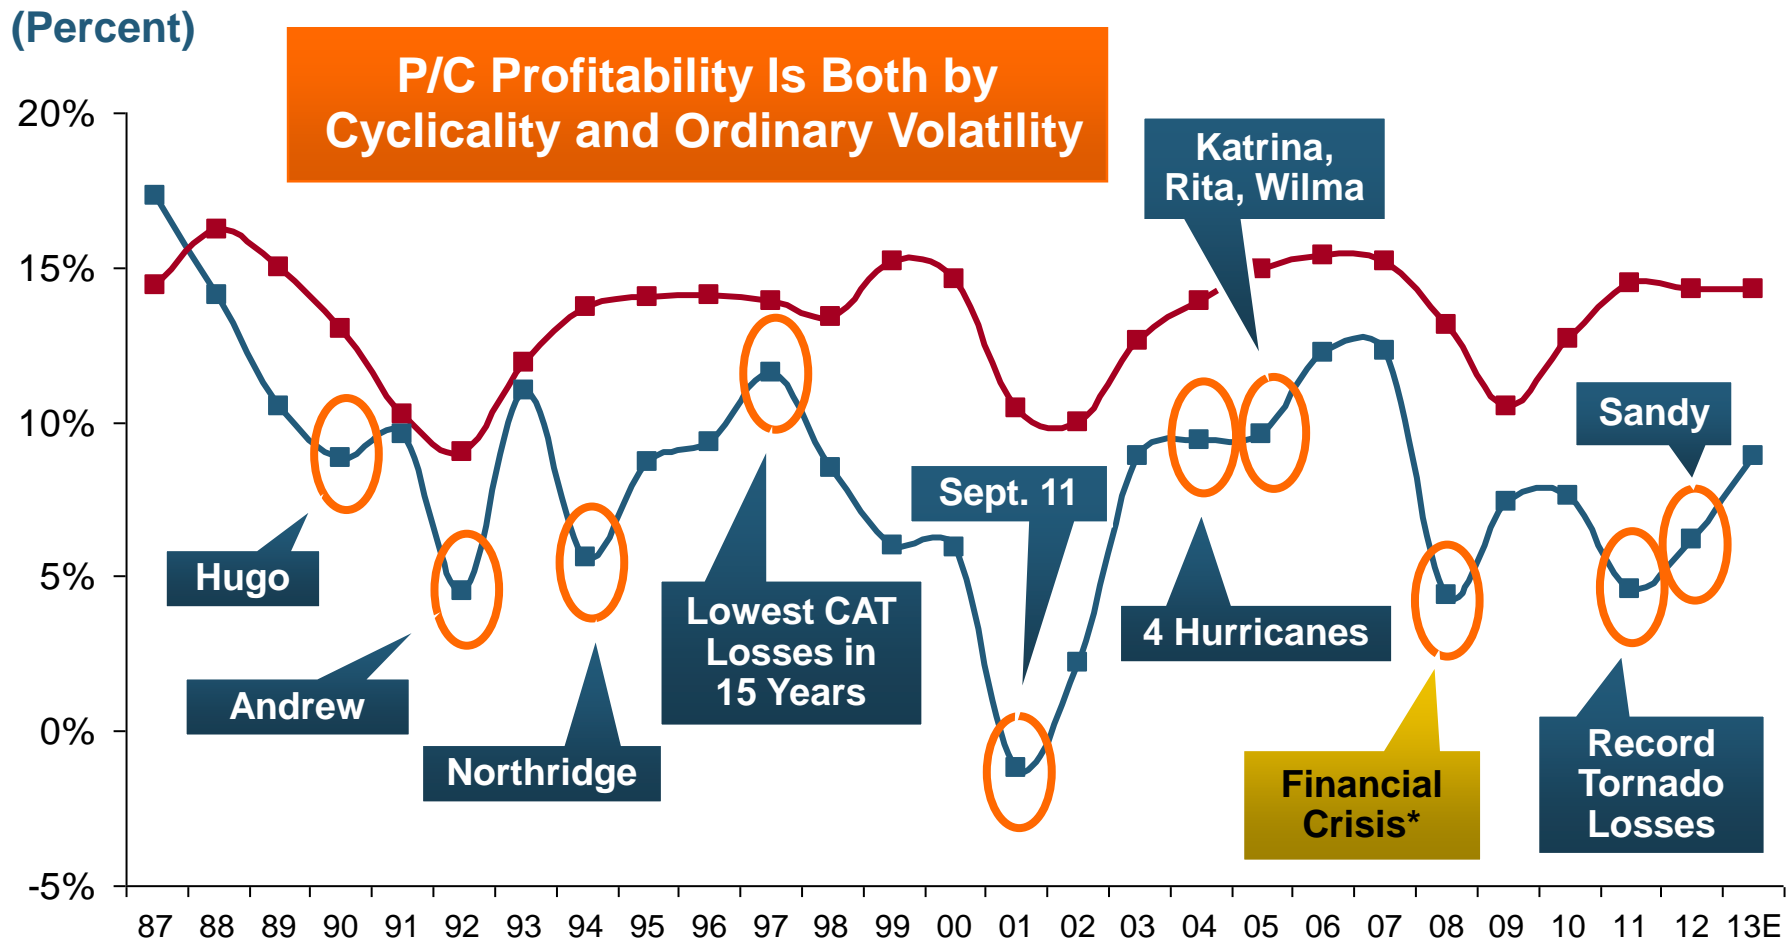 (Percent)
P/C Profitability Is Both by
Cyclicality and Ordinary Volatility
20%
15%
10%
5%
0%
-5%
Katrina,
Rita, Wilma
Sandy
Sept. 11
Hugo
Lowest CAT
Losses in
15 Years
4 Hurricanes
Andrew
Northridge
Financial
Crisis*
Record
Tornado
Losses
87 88 89 90 91 92 93 94 95 96 97 98 99 00 01 02 03 04 05 06 07 08 09 10 11 12 13E